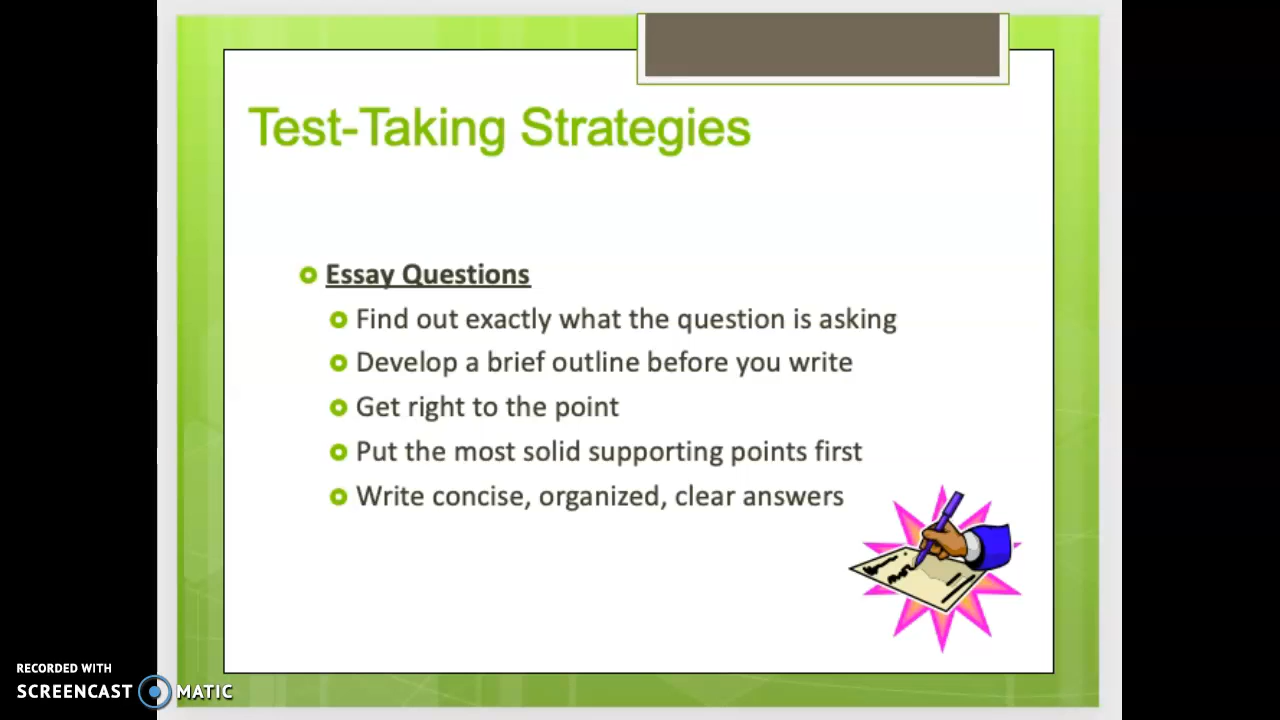 Test-Taking Strategies
Essay Questions
Find out exactly what the question is asking
Develop a brief outline before you write
Get right to the point
Put the most solid supporting points first
Write concise, organized, clear answers
RECORDED WITH
SCREENCAST MATIC